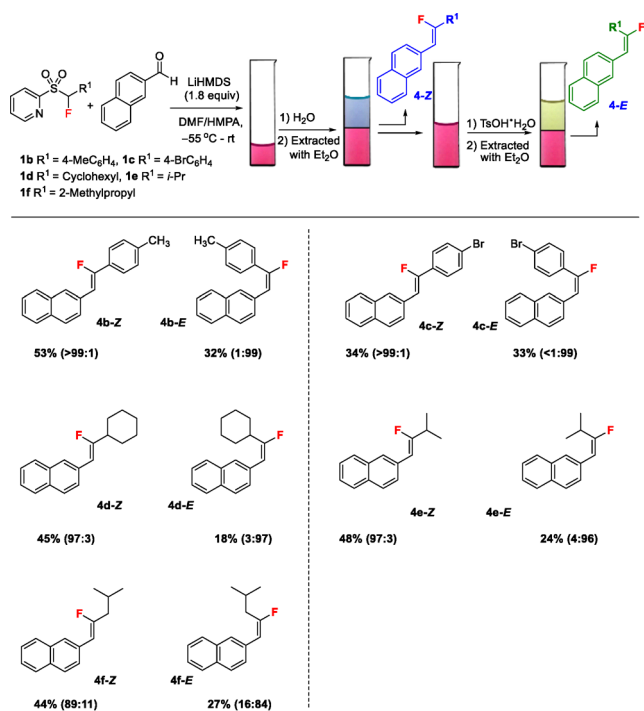 F R¹
F
R¹
O O
S R¹
N F
+
O
H
LiHMDS
(1.8 equiv)
DMF/HMPA,
−55 °C - rt
1) H₂O
2) Extracted
with Et₂O
4-Z
1) TsOH*H₂O
2) Extracted
with Et₂O
4-E
1b R¹ = 4-MeC₆H₄, 1c R¹ = 4-BrC₆H₄
1d R¹ = Cyclohexyl, 1e R¹ = i-Pr
1f R¹ = 2-Methylpropyl
CH₃
F
4b-Z
53% (>99:1)
H₃C
F
4b-E
32% (1:99)
Br
F
4c-Z
34% (>99:1)
Br
F
4c-E
33% (<1:99)
F
4d-Z
45% (97:3)
F
4d-E
18% (3:97)
F
4e-Z
48% (97:3)
F
4e-E
24% (4:96)
F
4f-Z
44% (89:11)
F
4f-E
27% (16:84)